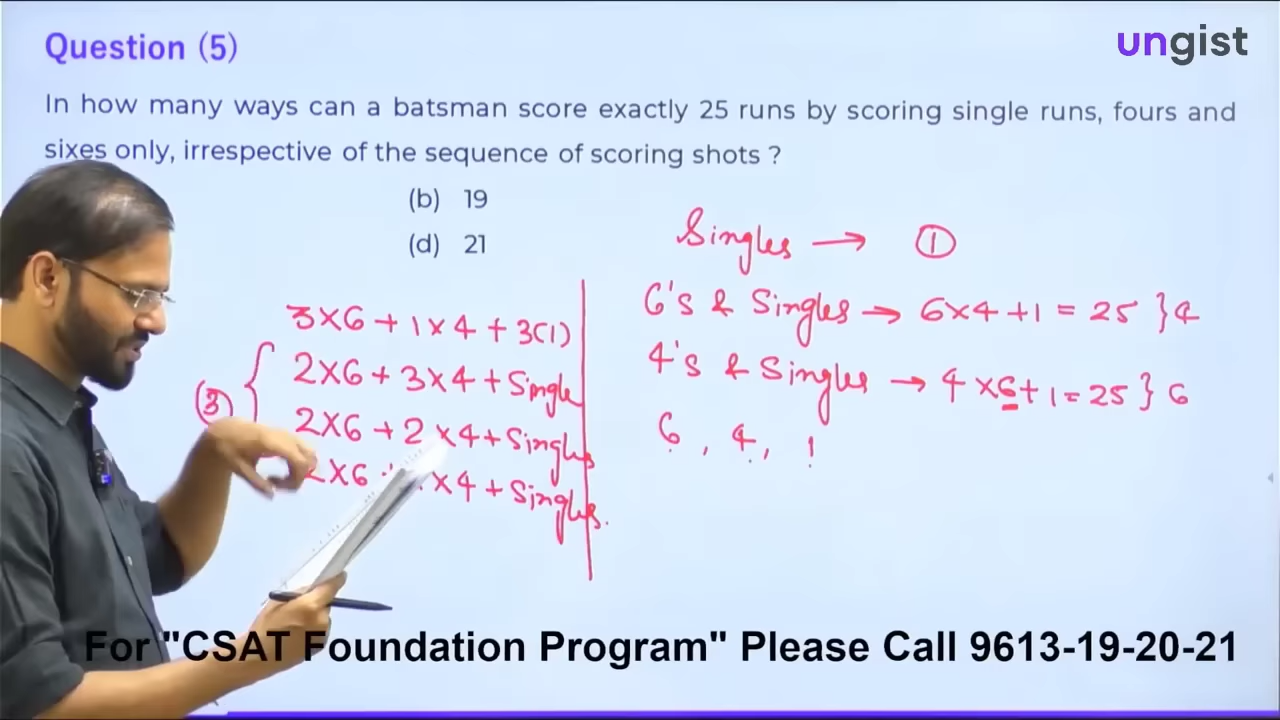 Question (5)
ungist
In how many ways can a batsman score exactly 25 runs by scoring single runs, fours and
sixes only, irrespective of the sequence of scoring shots ?
(b) 19
(d) 21
Singles → ①
6's & Singles → 6×4+1 = 25 } 4
4's & Singles → 4×6+1=25 } 6
6, 4, 1
3×6 + 1×4 + 3(1)
2×6 + 3×4 + Single
(3) {
2×6 + 2×4 + Singles
2×6 ×4 + Singles.
For "CSAT Foundation Program" Please Call 9613-19-20-21